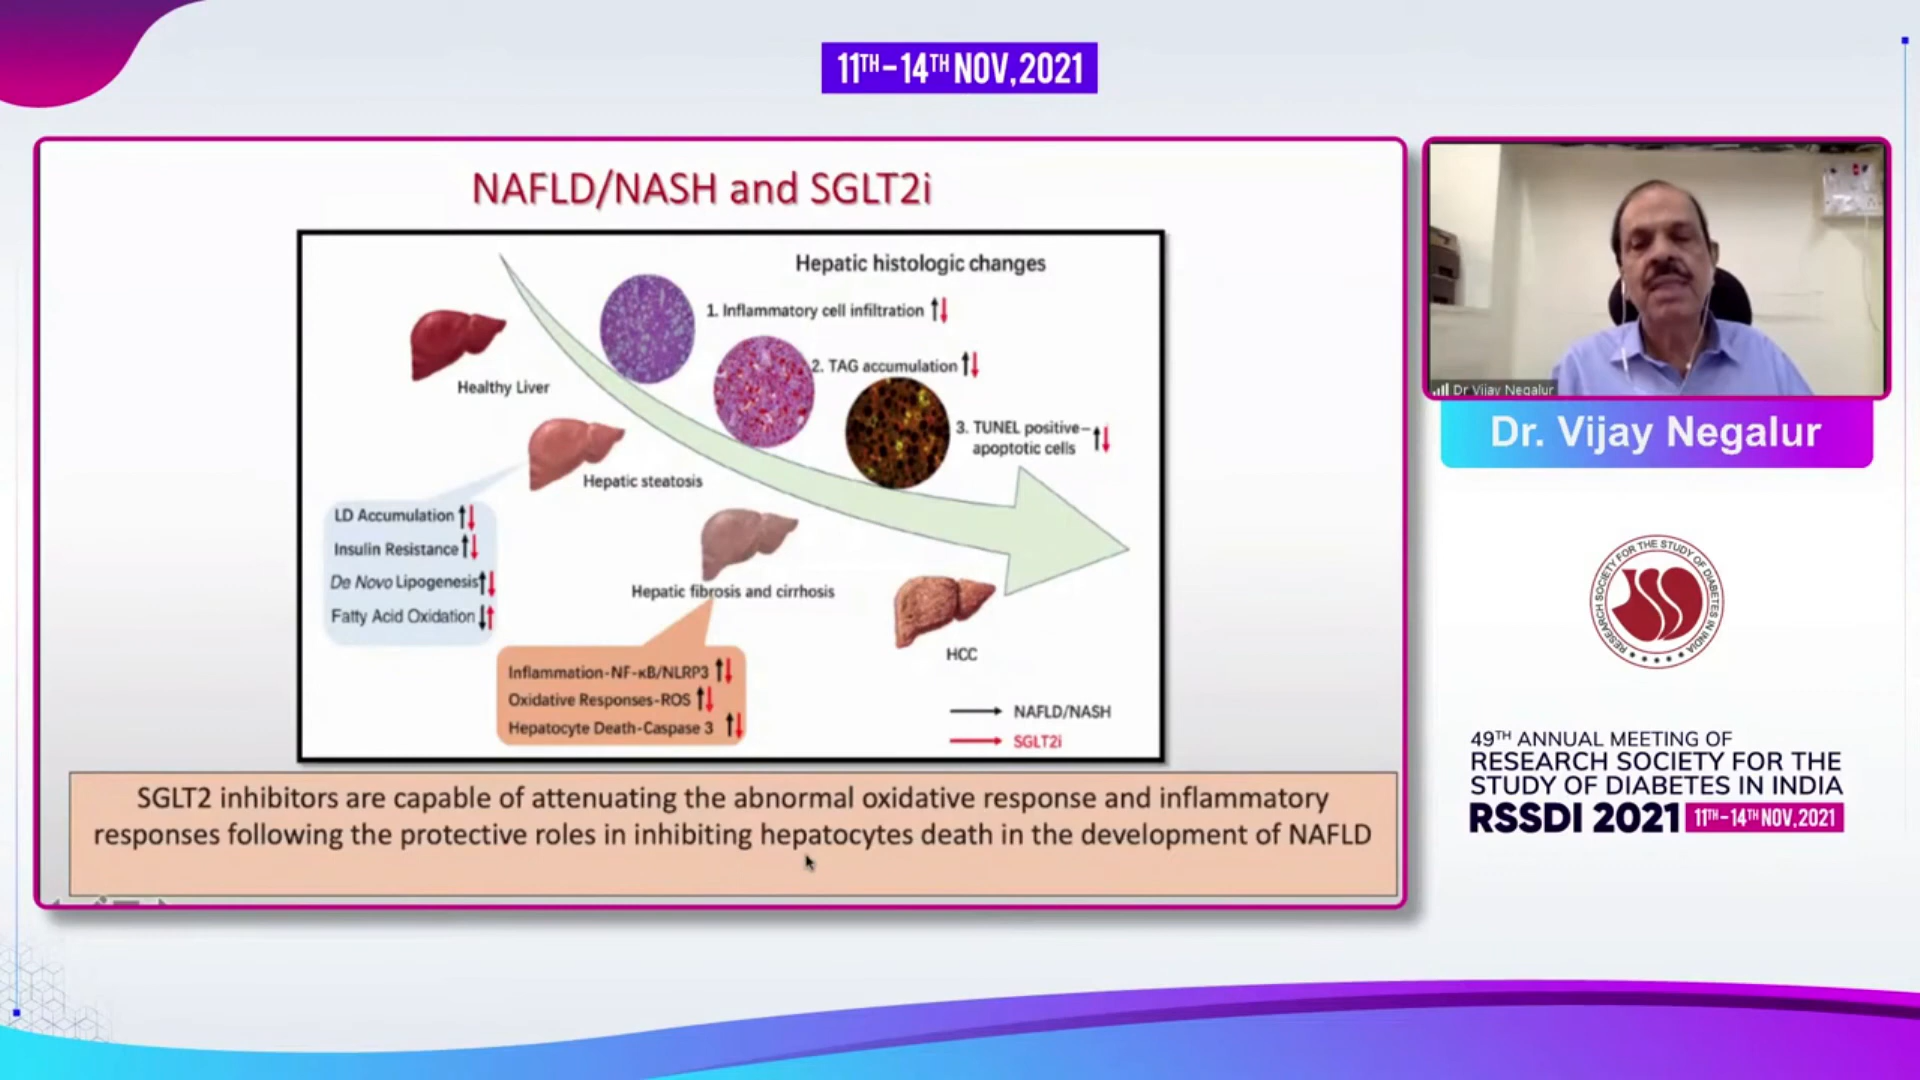 11TH-14TH NOV, 2021
NAFLD/NASH and SGLT2i
Hepatic histologic changes
1. Inflammatory cell infiltration
2. TAG accumulation
3. TUNEL positive–
apoptotic cells
Healthy Liver
Hepatic steatosis
LD Accumulation
Insulin Resistance
De Novo Lipogenesis
Fatty Acid Oxidation
Hepatic fibrosis and cirrhosis
Inflammation-NF-κB/NLRP3
Oxidative Responses-ROS
Hepatocyte Death-Caspase 3
HCC
NAFLD/NASH
SGLT2i
SGLT2 inhibitors are capable of attenuating the abnormal oxidative response and inflammatory
responses following the protective roles in inhibiting hepatocytes death in the development of NAFLD
Dr Vijay Negalur
Dr. Vijay Negalur
RESEARCH SOCIETY FOR THE STUDY OF DIABETES IN INDIA
49TH ANNUAL MEETING OF
RESEARCH SOCIETY FOR THE
STUDY OF DIABETES IN INDIA
RSSDI 2021 11TH-14TH NOV, 2021